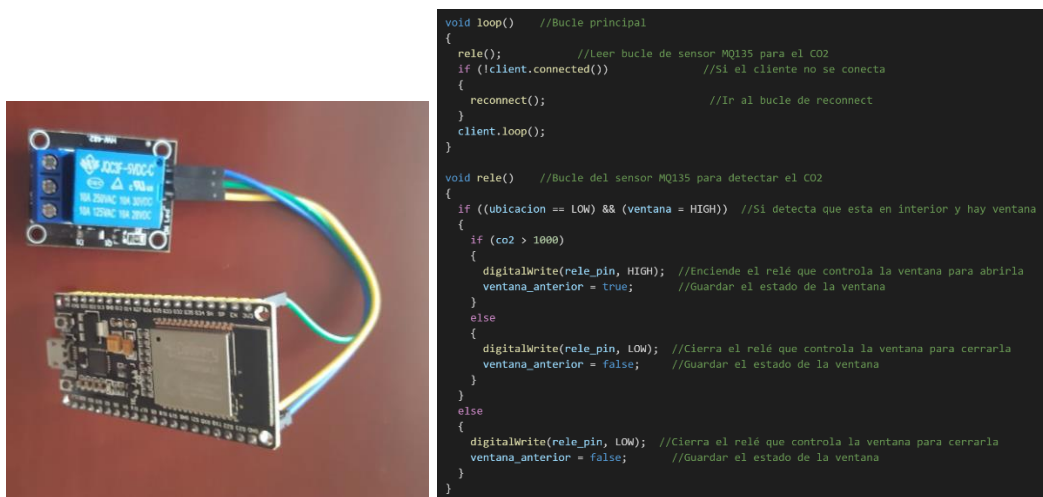 HW-482
JQC3F-5VDC-C
10A 250VAC 10A 30VDC
10A 125VAC 10A 28VDC
void loop()    //Bucle principal
{
  rele();          //Leer bucle de sensor MQ135 para el CO2
  if (!client.connected())             //Si el cliente no se conecta
  {
    reconnect();                       //Ir al bucle de reconnect
  }
  client.loop();
}
void rele()    //Bucle del sensor MQ135 para detectar el CO2
{
  if ((ubicacion == LOW) && (ventana = HIGH))  //Si detecta que esta en interior y hay ventana
  {
    if (co2 > 1000)
    {
      digitalWrite(rele_pin, HIGH);  //Enciende el relé que controla la ventana para abrirla
      ventana_anterior = true;       //Guardar el estado de la ventana
    }
    else
    {
      digitalWrite(rele_pin, LOW);  //Cierra el relé que controla la ventana para cerrarla
      ventana_anterior = false;     //Guardar el estado de la ventana
    }
  }
  else
  {
    digitalWrite(rele_pin, LOW);  //Cierra el relé que controla la ventana para cerrarla
    ventana_anterior = false;       //Guardar el estado de la ventana
  }
}